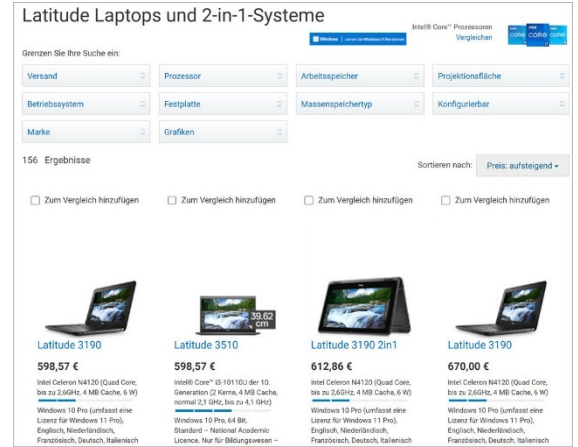 Latitude Laptops und 2-in-1-Systeme
Intel® Core™ Prozessoren
Vergleichen
Grenzen Sie Ihre Suche ein:
Versand
Prozessor
Arbeitsspeicher
Projektionsfläche
Betriebssystem
Festplatte
Massenspeichertyp
Konfigurierbar
Marke
Grafiken
156 Ergebnisse
Sortieren nach: Preis: aufsteigend
Zum Vergleich hinzufügen
Zum Vergleich hinzufügen
Zum Vergleich hinzufügen
Zum Vergleich hinzufügen
39.62
cm
Latitude 3190
Latitude 3510
Latitude 3190 2in1
Latitude 3190
598,57 €
598,57 €
612,86 €
670,00 €
Intel Celeron N4120 (Quad Core,
bis zu 2,6GHz, 4 MB Cache, 6 W)
Windows 10 Pro (umfasst eine
Lizenz für Windows 11 Pro),
Englisch, Niederländisch,
Französisch, Deutsch, Italienisch
Intel® Core™ i3-10110U der 10.
Generation (2 Kerne, 4 MB Cache,
normal 2,1 GHz, bis zu 4,1 GHz)
Windows 10 Pro, 64 Bit,
Standard – National Academic
Licence. Nur für Bildungswesen –
Intel Celeron N4120 (Quad Core,
bis zu 2,6GHz, 4 MB Cache, 6 W)
Windows 10 Pro (umfasst eine
Lizenz für Windows 11 Pro),
Englisch, Niederländisch,
Französisch, Deutsch, Italienisch
Intel Celeron N4120 (Quad Core,
bis zu 2,6GHz, 4 MB Cache, 6 W)
Windows 10 Pro (umfasst eine
Lizenz für Windows 11 Pro),
Englisch, Niederländisch,
Französisch, Deutsch, Italienisch